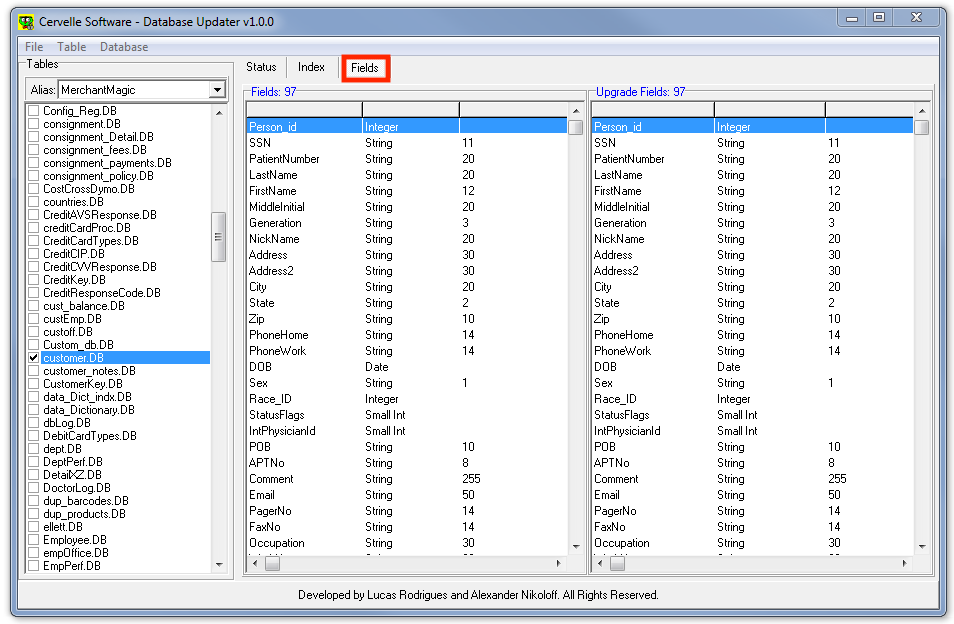 Cervelle Software - Database Updater v1.0.0
File Table Database
Tables
Alias: MerchantMagic
Config_Reg.DB
consignment.DB
consignment_Detail.DB
consignment_fees.DB
consignment_payments.DB
consignment_policy.DB
CostCrossDymo.DB
countries.DB
CreditAVSResponse.DB
creditCardProc.DB
CreditCardTypes.DB
CreditCIP.DB
CreditCVVResponse.DB
CreditKey.DB
CreditResponseCode.DB
cust_balance.DB
custEmp.DB
custoff.DB
Custom_db.DB
customer.DB
customer_notes.DB
CustomerKey.DB
data_Dict_indx.DB
data_Dictionary.DB
dbLog.DB
DebitCardTypes.DB
dept.DB
DeptPerf.DB
DetailXZ.DB
DoctorLog.DB
dup_barcodes.DB
dup_products.DB
ellett.DB
Employee.DB
empOffice.DB
EmpPerf.DB
Status Index Fields
Fields: 97
Person_id Integer
SSN String 11
PatientNumber String 20
LastName String 20
FirstName String 12
MiddleInitial String 20
Generation String 3
NickName String 20
Address String 30
Address2 String 30
City String 20
State String 2
Zip String 10
PhoneHome String 14
PhoneWork String 14
DOB Date
Sex String 1
Race_ID Integer
StatusFlags Small Int
IntPhysicianId Small Int
POB String 10
APTNo String 8
Comment String 255
Email String 50
PagerNo String 14
FaxNo String 14
Occupation String 30
Upgrade Fields: 97
Person_id Integer
SSN String 11
PatientNumber String 20
LastName String 20
FirstName String 12
MiddleInitial String 20
Generation String 3
NickName String 20
Address String 30
Address2 String 30
City String 20
State String 2
Zip String 10
PhoneHome String 14
PhoneWork String 14
DOB Date
Sex String 1
Race_ID Integer
StatusFlags Small Int
IntPhysicianId Small Int
POB String 10
APTNo String 8
Comment String 255
Email String 50
PagerNo String 14
FaxNo String 14
Occupation String 30
Developed by Lucas Rodrigues and Alexander Nikoloff. All Rights Reserved.